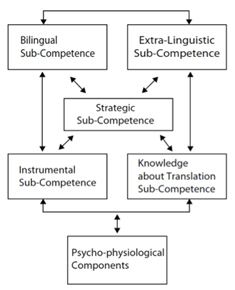 Bilingual
Sub-Competence
Extra-Linguistic
Sub-Competence
Strategic
Sub-Competence
Instrumental
Sub-Competence
Knowledge
about Translation
Sub-Competence
Psycho-physiological
Components